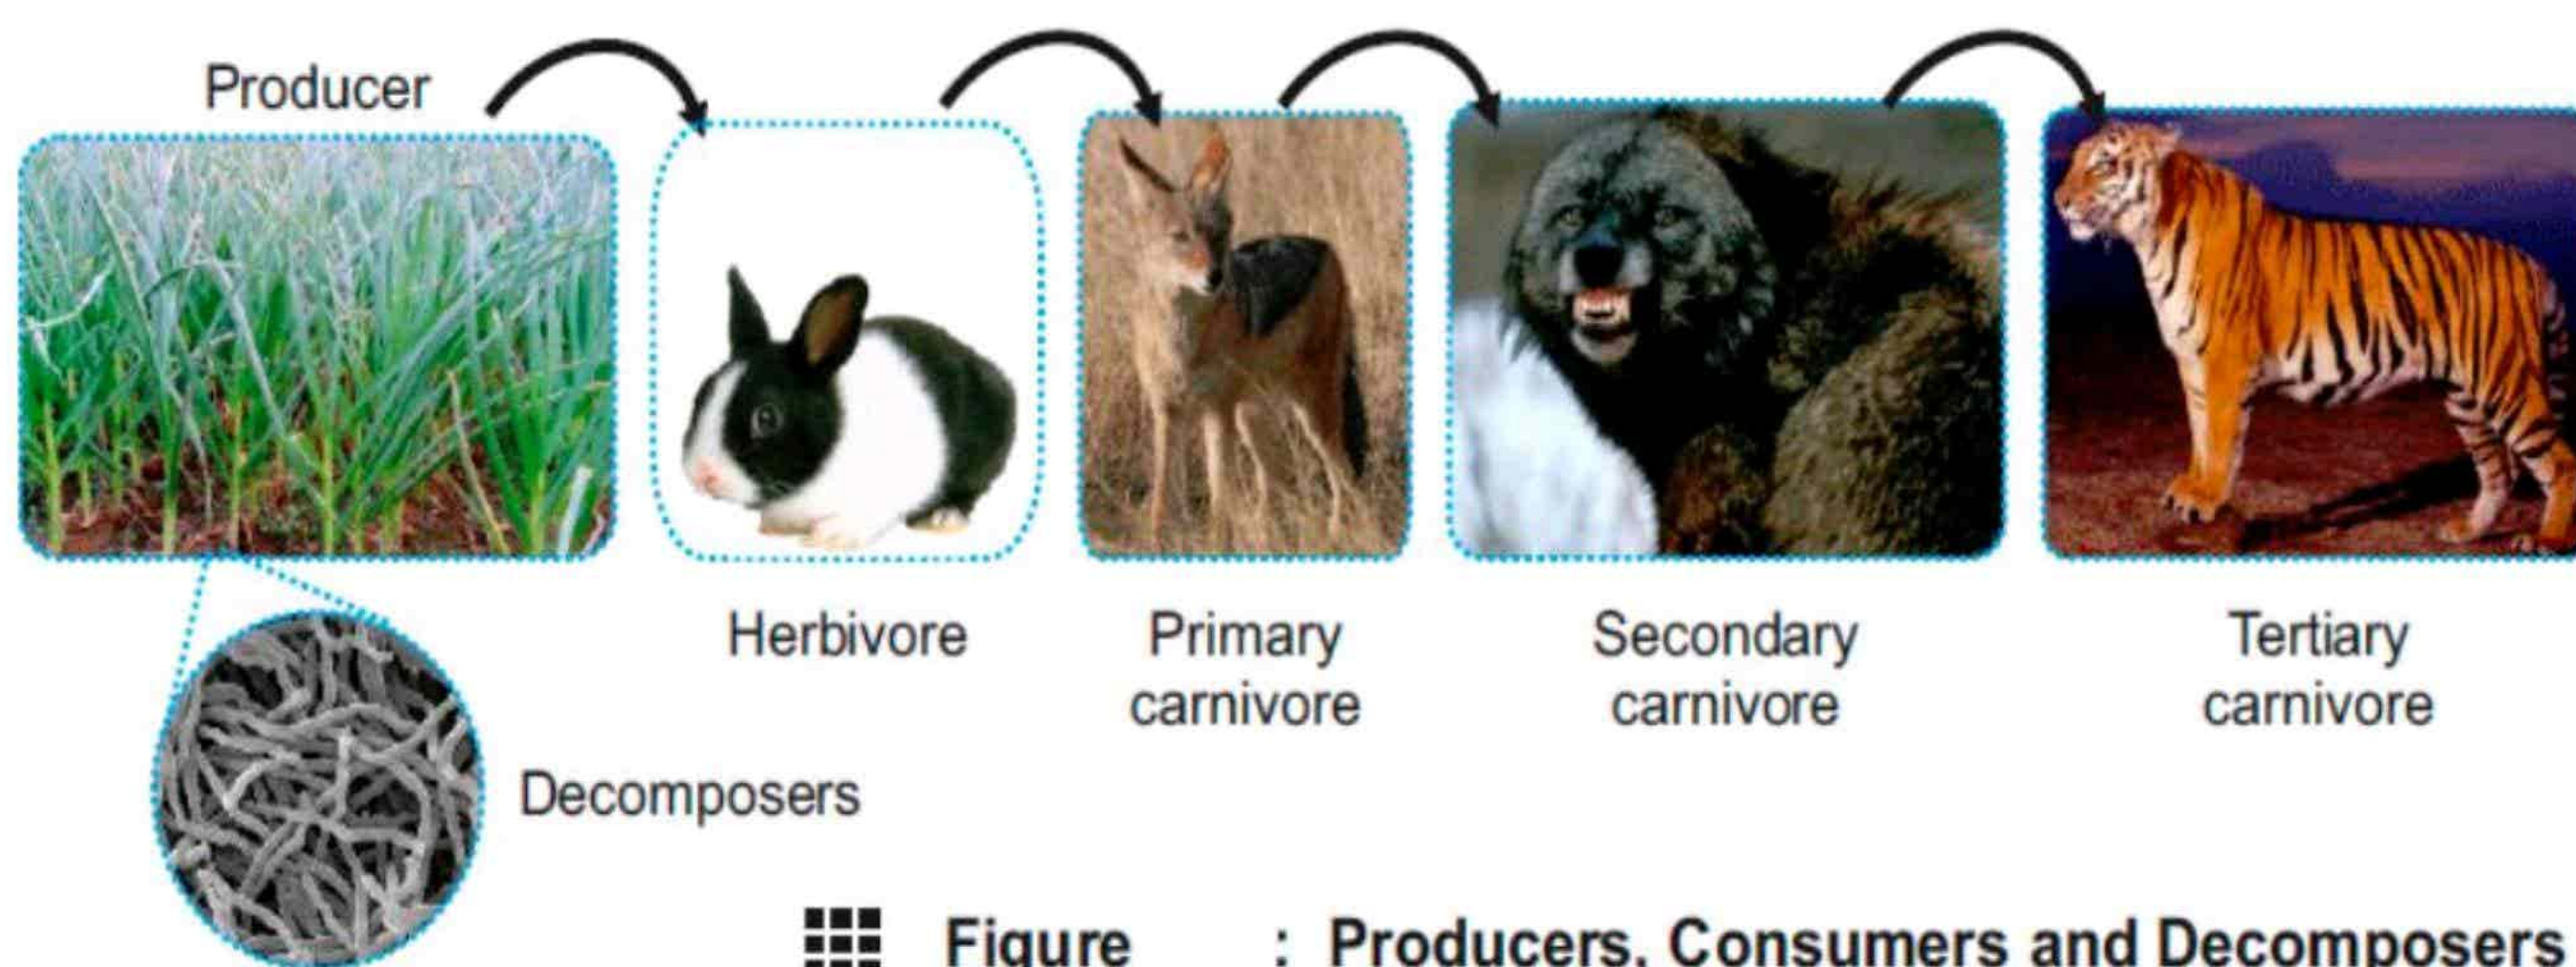 Producer
Herbivore
Primary
carnivore
Secondary
carnivore
Tertiary
carnivore
Decomposers
Figure : Producers, Consumers and Decomposers